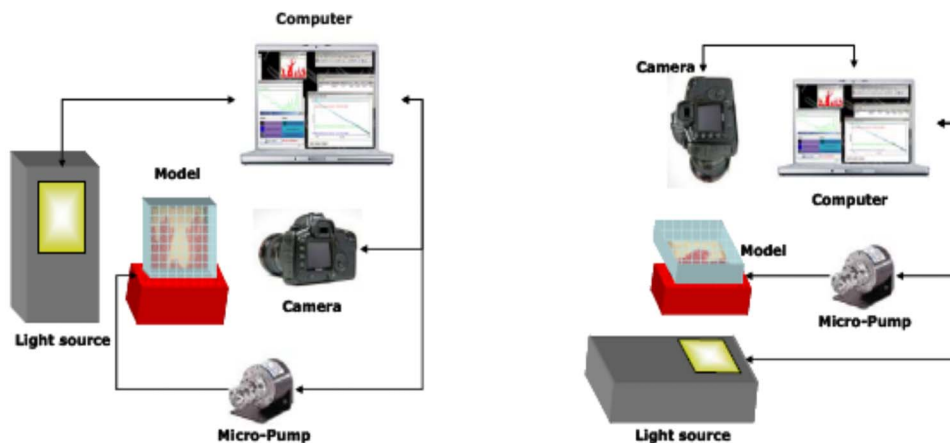 Computer
Model
Camera
Light source
Micro-Pump
Camera
Computer
Model
Micro-Pump
Light source